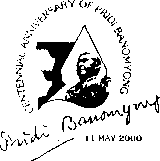 CENTENNIAL ANNIVERSARY OF PRIDI BANOMYONG
Pridi Banomyong
11 MAY 2000